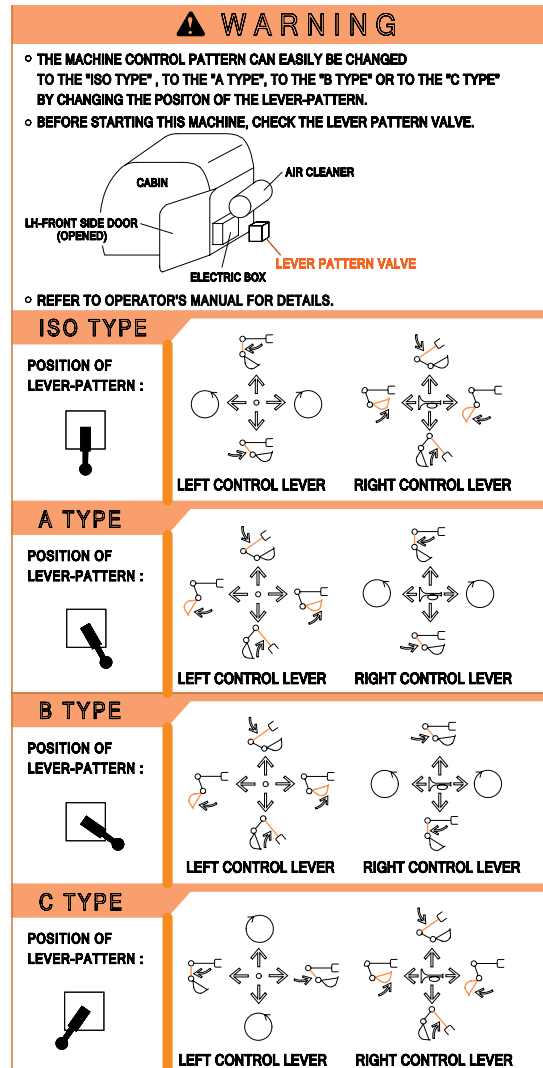 WARNING
THE MACHINE CONTROL PATTERN CAN EASILY BE CHANGED
TO THE "ISO TYPE" , TO THE "A TYPE", TO THE "B TYPE" OR TO THE "C TYPE"
BY CHANGING THE POSITON OF THE LEVER-PATTERN.
BEFORE STARTING THIS MACHINE, CHECK THE LEVER PATTERN VALVE.
CABIN
AIR CLEANER
LH-FRONT SIDE DOOR
(OPENED)
LEVER PATTERN VALVE
ELECTRIC BOX
REFER TO OPERATOR'S MANUAL FOR DETAILS.
ISO TYPE
POSITION OF
LEVER-PATTERN :
LEFT CONTROL LEVER RIGHT CONTROL LEVER
A TYPE
POSITION OF
LEVER-PATTERN :
LEFT CONTROL LEVER RIGHT CONTROL LEVER
B TYPE
POSITION OF
LEVER-PATTERN :
LEFT CONTROL LEVER RIGHT CONTROL LEVER
C TYPE
POSITION OF
LEVER-PATTERN :
LEFT CONTROL LEVER RIGHT CONTROL LEVER